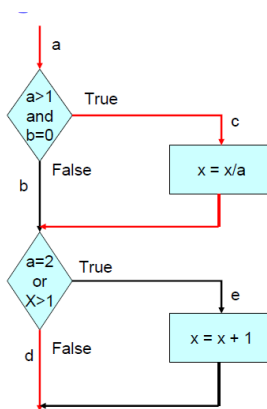 a
a>1
and
b=0
True
c
x = x/a
b
False
a=2
or
X>1
True
e
x = x + 1
d
False